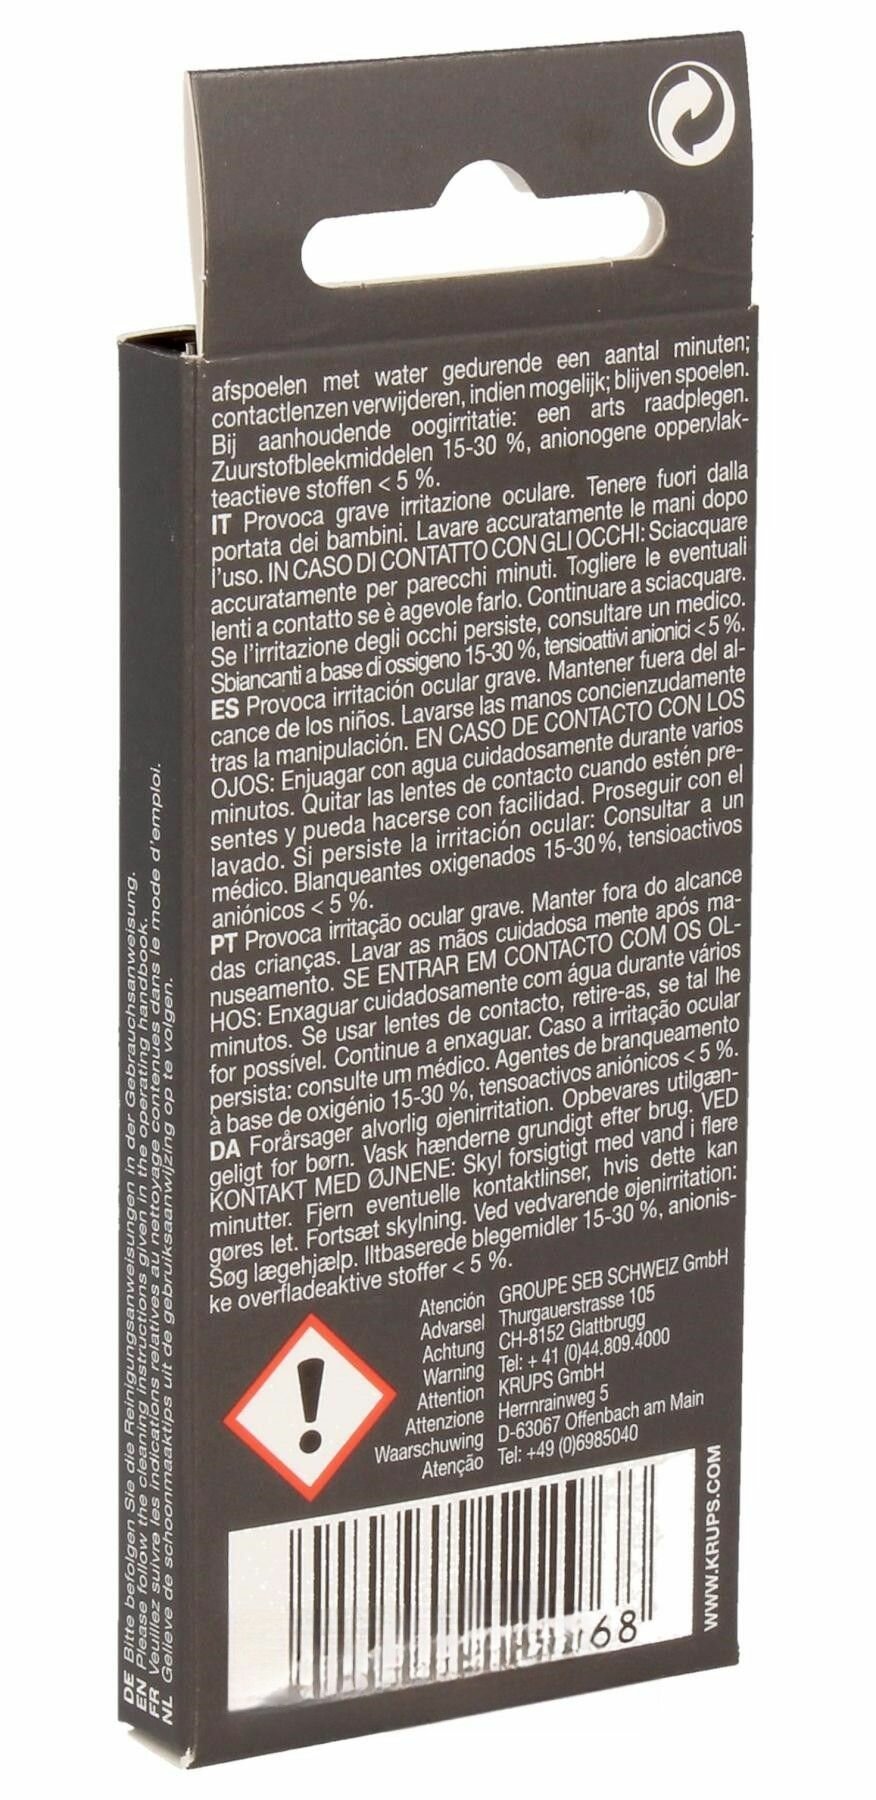 afspoelen met water gedurende een aantal minuten;
contactlenzen verwijderen, indien mogelijk; blijven spoelen.
Bij aanhoudende oogirritatie: een arts raadplegen.
Zuurstofbleekmiddelen 15-30 %, anionogene oppervlak-
teactieve stoffen < 5 %.
IT Provoca grave irritazione oculare. Tenere fuori dalla
portata dei bambini. Lavare accuratamente le mani dopo
l'uso. IN CASO DI CONTATTO CON GLI OCCHI: Sciacquare
accuratamente per parecchi minuti. Togliere le eventuali
lenti a contatto se è agevole farlo. Continuare a sciacquare.
Se l'irritazione degli occhi persiste, consultare un medico.
Sbiancanti a base di ossigeno 15-30 %, tensioattivi anionici < 5 %.
ES Provoca irritación ocular grave. Mantener fuera del al-
cance de los niños. Lavarse las manos concienzudamente
tras la manipulación. EN CASO DE CONTACTO CON LOS
OJOS: Enjuagar con agua cuidadosamente durante varios
minutos. Quitar las lentes de contacto cuando estén pre-
sentes y pueda hacerse con facilidad. Proseguir con el
lavado. Si persiste la irritación ocular: Consultar a un
médico. Blanqueantes oxigenados 15-30%, tensioactivos
aniónicos < 5 %.
PT Provoca irritação ocular grave. Manter fora do alcance
das crianças. Lavar as mãos cuidadosa mente após ma-
nuseamento. SE ENTRAR EM CONTACTO COM OS OL-
HOS: Enxaguar cuidadosamente com água durante vários
minutos. Se usar lentes de contacto, retire-as, se tal lhe
for possível. Continue a enxaguar. Caso a irritação ocular
persista: consulte um médico. Agentes de branqueamento
à base de oxigénio 15-30 %, tensoactivos aniónicos < 5 %.
DA Forårsager alvorlig øjenirritation. Opbevares utilgæn-
geligt for børn. Vask hænderne grundigt efter brug. VED
KONTAKT MED ØJNENE: Skyl forsigtigt med vand i flere
minutter. Fjern eventuelle kontaktlinser, hvis dette kan
gøres let. Fortsæt skylning. Ved vedvarende øjenirritation:
Søg lægehjælp. Iltbaserede blegemidler 15-30 %, anionis-
ke overfladeaktive stoffer < 5 %.
Atención
Advarsel
Achtung
Warning
Attention
Attenzione
Waarschuwing
Atenção
GROUPE SEB SCHWEIZ GmbH
Thurgauerstrasse 105
CH-8152 Glattbrugg
Tel: + 41 (0)44.809.4000
KRUPS GmbH
Herrnrainweg 5
D-63067 Offenbach am Main
Tel: +49 (0)6985040
68
WWW.KRUPS.COM
DE Bitte befolgen Sie die Reinigungsanweisungen in der Gebrauchsanweisung.
EN Please follow the cleaning instructions given in the operating handbook.
FR Veuillez suivre les indications relatives au nettoyage contenues dans le mode d'emploi.
NL Gelieve de schoonmaaktips uit de gebruiksaanwijzing op te volgen.